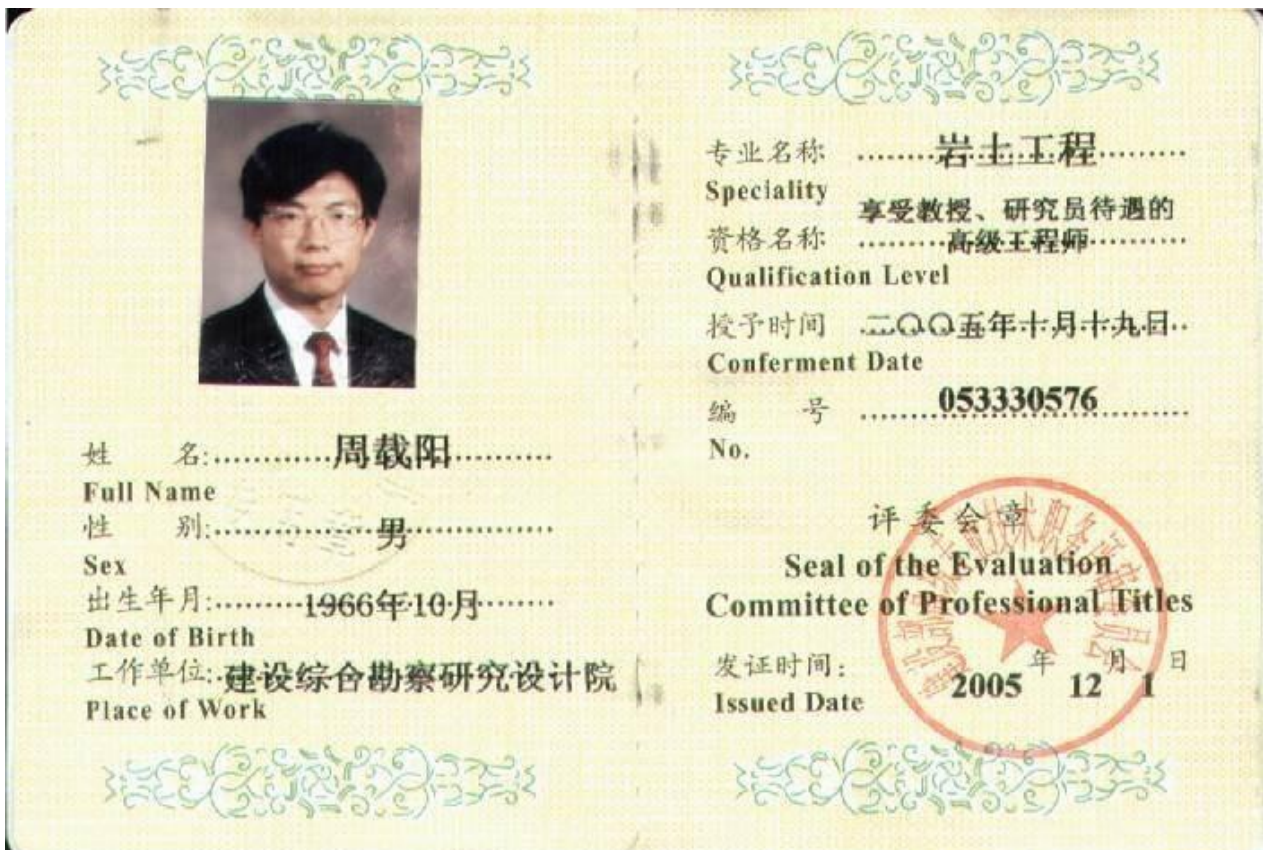 姓 名:周载阳
Full Name
性 别:男
Sex
出生年月:1966年10月
Date of Birth
工作单位:建设综合勘察研究设计院
Place of Work
专业名称 岩土工程
Speciality
享受教授、研究员待遇的
资格名称 高级工程师
Qualification Level
授予时间 二〇〇五年十月十九日
Conferment Date
编 号 053330576
No.
评委会章
Seal of the Evaluation
Committee of Professional Titles
发证时间: 2005 年 12 月 1 日
Issued Date